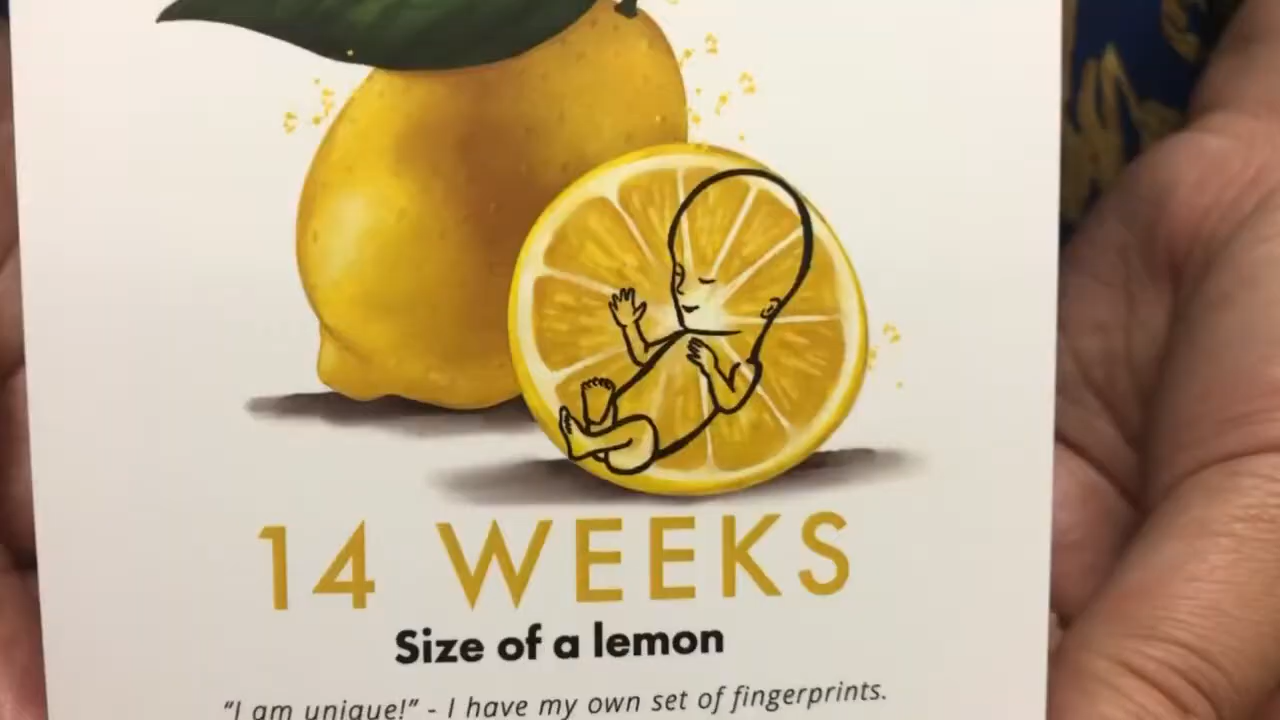 14 WEEKS
Size of a lemon
"I am unique!" - I have my own set of fingerprints.